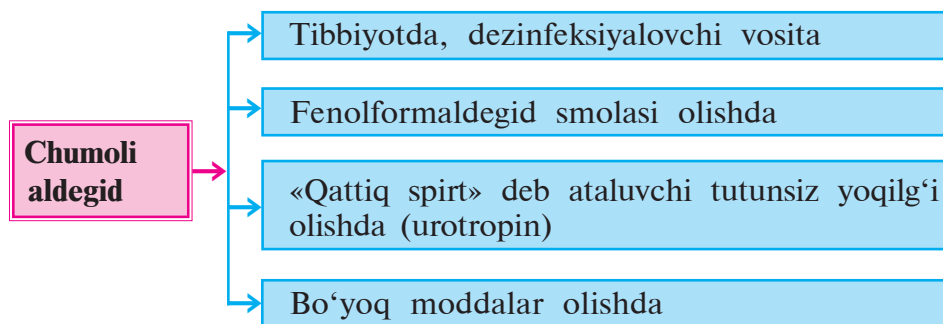 Chumoli
aldegid
Tibbiyotda, dezinfeksiyalovchi vosita
Fenolformaldegid smolasi olishda
«Qattiq spirt» deb ataluvchi tutunsiz yoqilg‘i
olishda (urotropin)
Bo‘yoq moddalar olishda